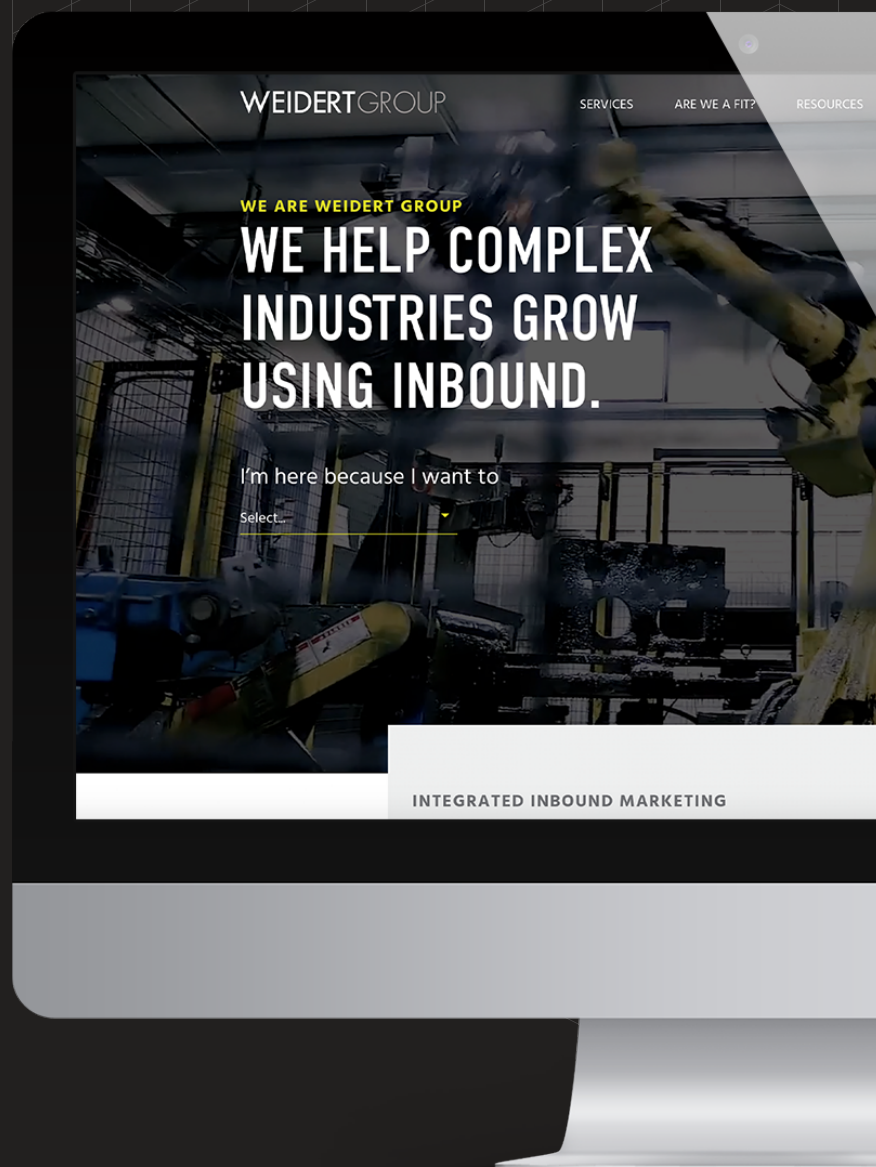 WEIDERTGROUP
SERVICES ARE WE A FIT? RESOURCES
WE ARE WEIDERT GROUP
WE HELP COMPLEX
INDUSTRIES GROW
USING INBOUND.
I'm here because I want to
Select...
INTEGRATED INBOUND MARKETING